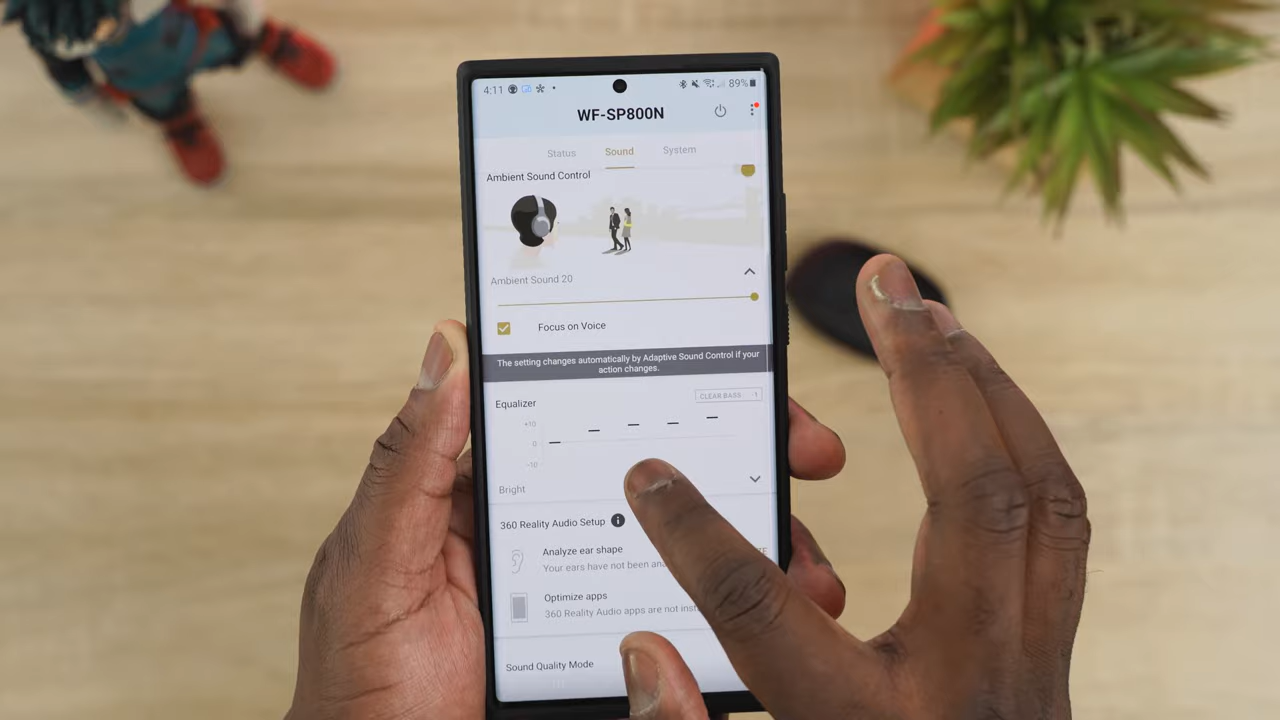 4:11 89%
WF-SP800N
Status Sound System
Ambient Sound Control
Ambient Sound 20
Focus on Voice
The setting changes automatically by Adaptive Sound Control if your
action changes.
Equalizer
CLEAR BASS
+10
0
-10
Bright
360 Reality Audio Setup
Analyze ear shape
Your ears have not been
Optimize apps
360 Reality Audio apps are not
Sound Quality Mode